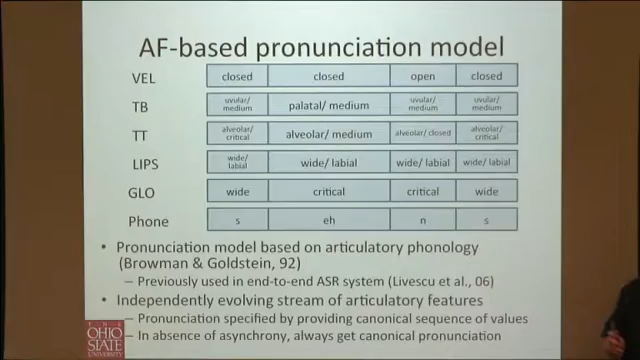 AF-based pronunciation model
VEL closed closed open closed
TB uvular/ medium palatal/ medium uvular/ medium uvular/ medium
TT alveolar/ critical alveolar/ medium alveolar/ closed alveolar/ critical
LIPS wide/ labial wide/ labial wide/ labial wide/ labial
GLO wide critical critical wide
Phone s eh n s
• Pronunciation model based on articulatory phonology
(Browman & Goldstein, 92)
– Previously used in end-to-end ASR system (Livescu et al., 06)
• Independently evolving stream of articulatory features
– Pronunciation specified by providing canonical sequence of values
– In absence of asynchrony, always get canonical pronunciation
THE
OHIO
STATE
UNIVERSITY